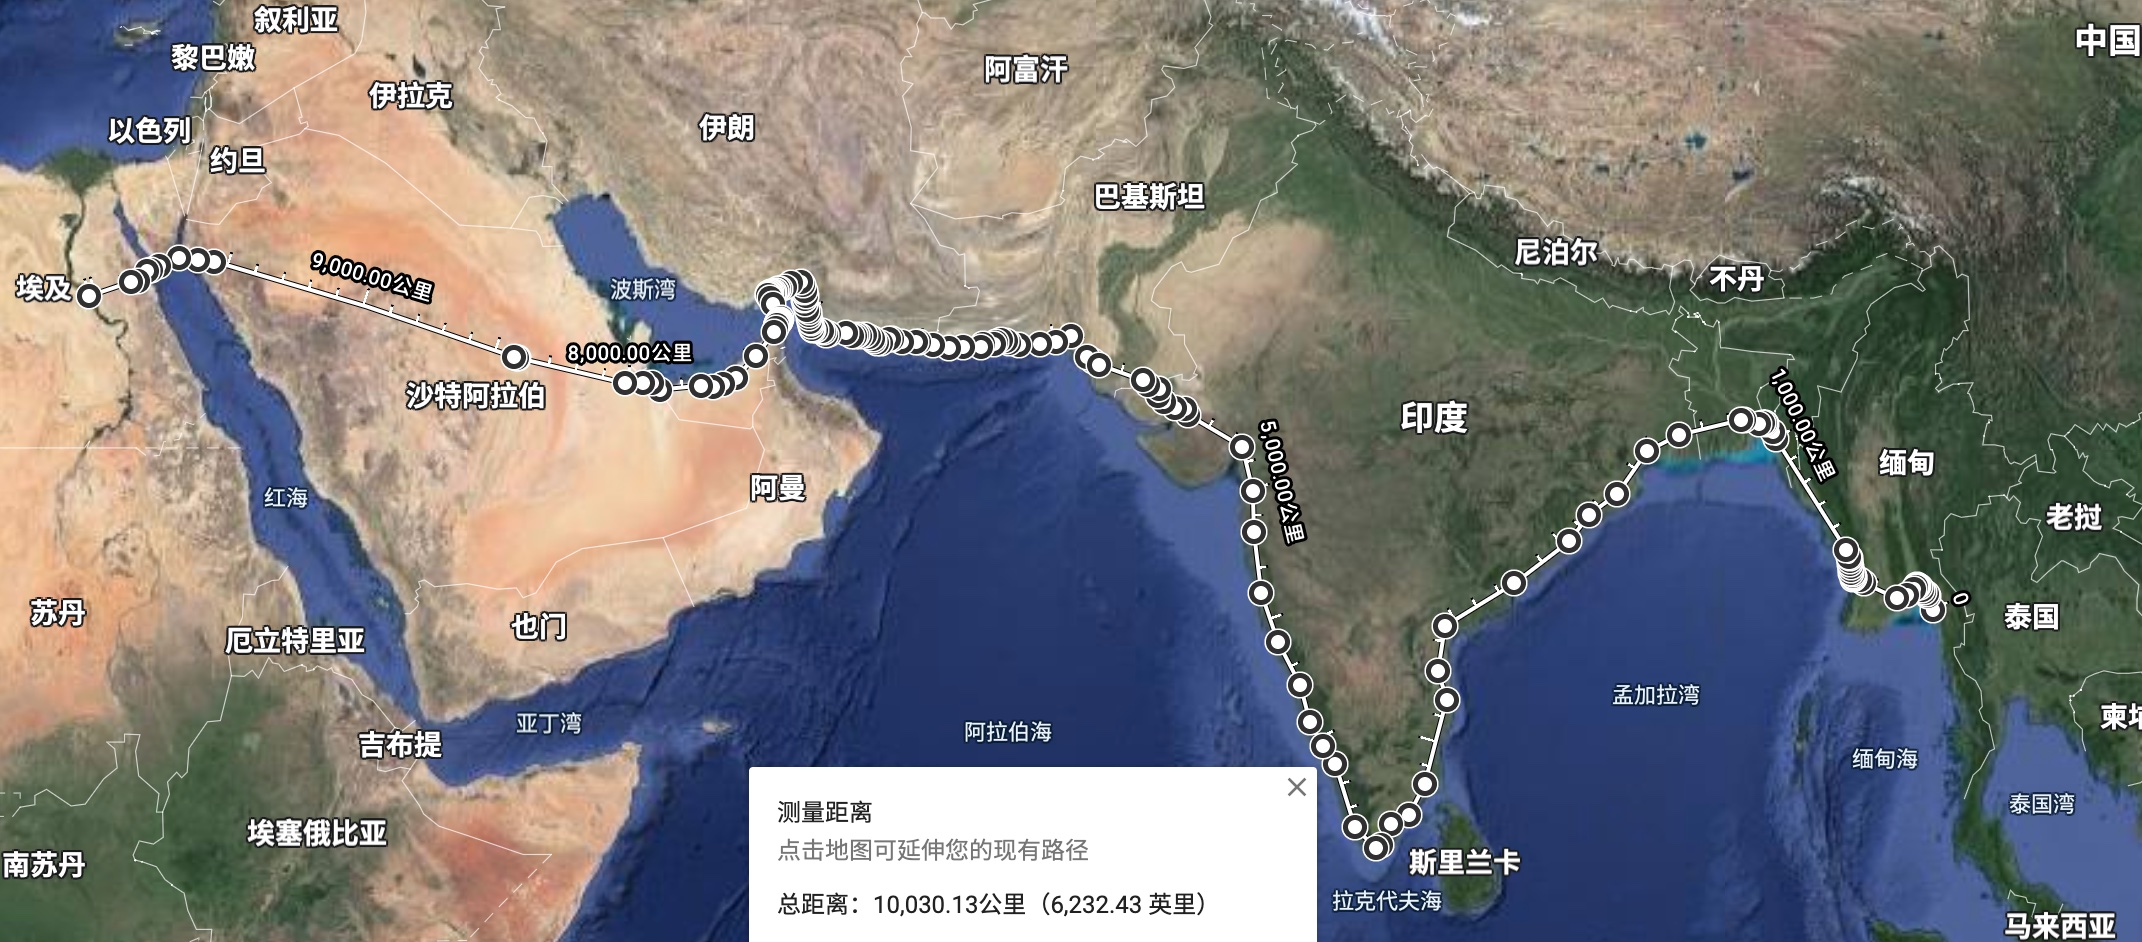 叙利亚
中国
黎巴嫩
阿富汗
伊拉克
伊朗
以色列
约旦
巴基斯坦
尼泊尔
不丹
9,000.00公里
埃及
波斯湾
8,000.00公里
沙特阿拉伯
1,000.00公里
印度
5,000.00公里
缅甸
阿曼
红海
老挝
0
苏丹
泰国
也门
厄立特里亚
孟加拉湾
亚丁湾
阿拉伯海
吉布提
缅甸海
泰国湾
埃塞俄比亚
南苏丹
斯里兰卡
拉克代夫海
马来西亚
测量距离
点击地图可延伸您的现有路径
总距离：10,030.13公里（6,232.43 英里）